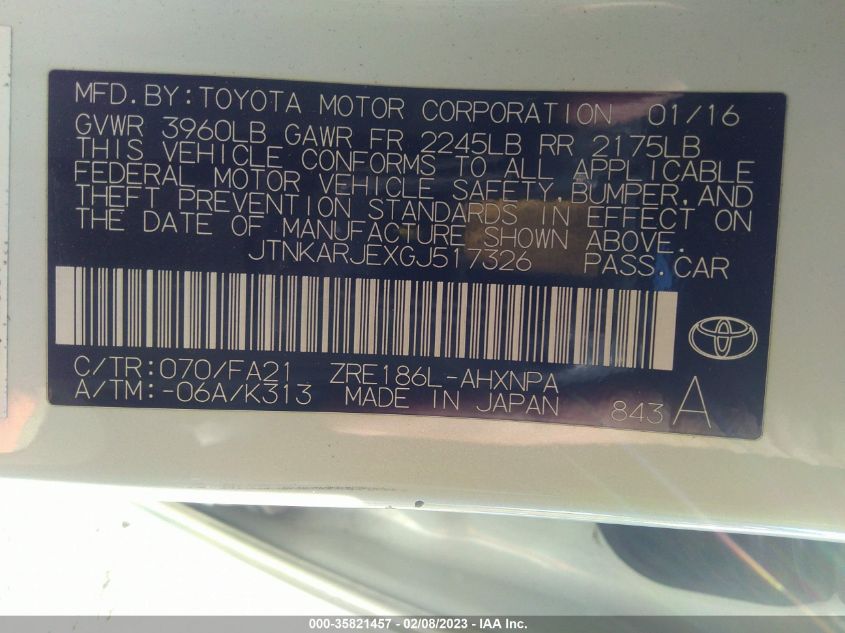 MFD.BY:TOYOTA MOTOR CORPORATION 01/16
GVWR 3960LB GAWR FR 2245LB RR 2175LB
THIS VEHICLE CONFORMS TO ALL APPLICABLE
FEDERAL MOTOR VEHICLE SAFETY,BUMPER,AND
THEFT PREVENTION STANDARDS IN EFFECT ON
THE DATE OF MANUFACTURE SHOWN ABOVE.
JTNKARJEXGJ517326 PASS.CAR
C/TR:070/FA21 ZRE186L-AHXNPA
A/TM:-06A/K313 MADE IN JAPAN 843 A
000-35821457 - 02/08/2023 - IAA Inc.